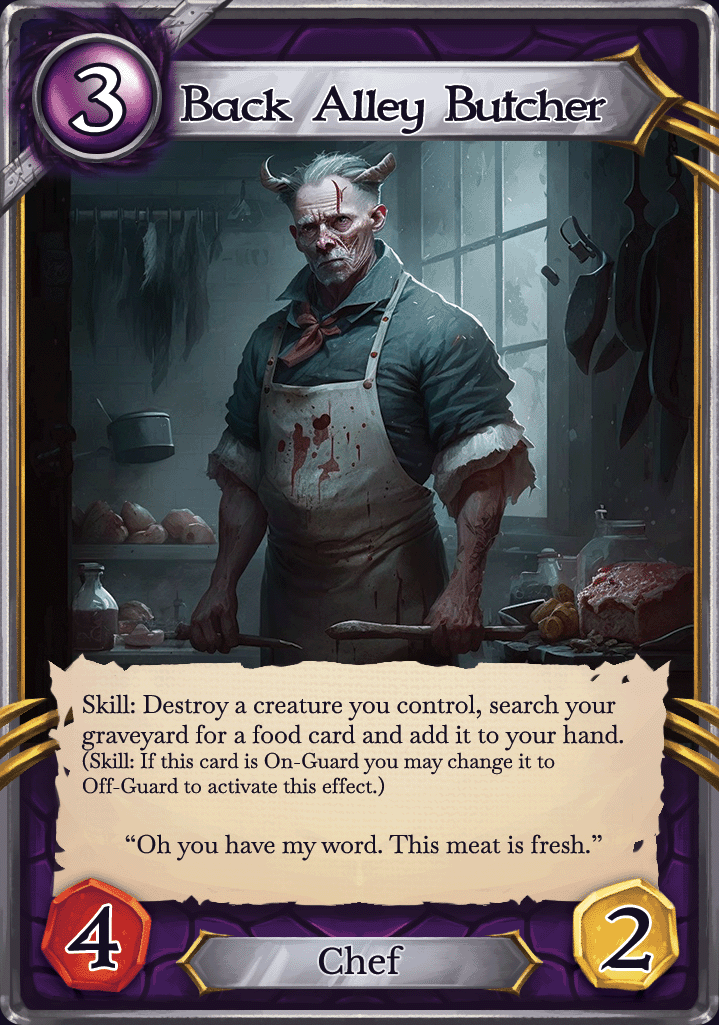 3
Back Alley Butcher
Skill: Destroy a creature you control, search your
graveyard for a food card and add it to your hand.
(Skill: If this card is On-Guard you may change it to
Off-Guard to activate this effect.)
“Oh you have my word. This meat is fresh.”
4
Chef
2